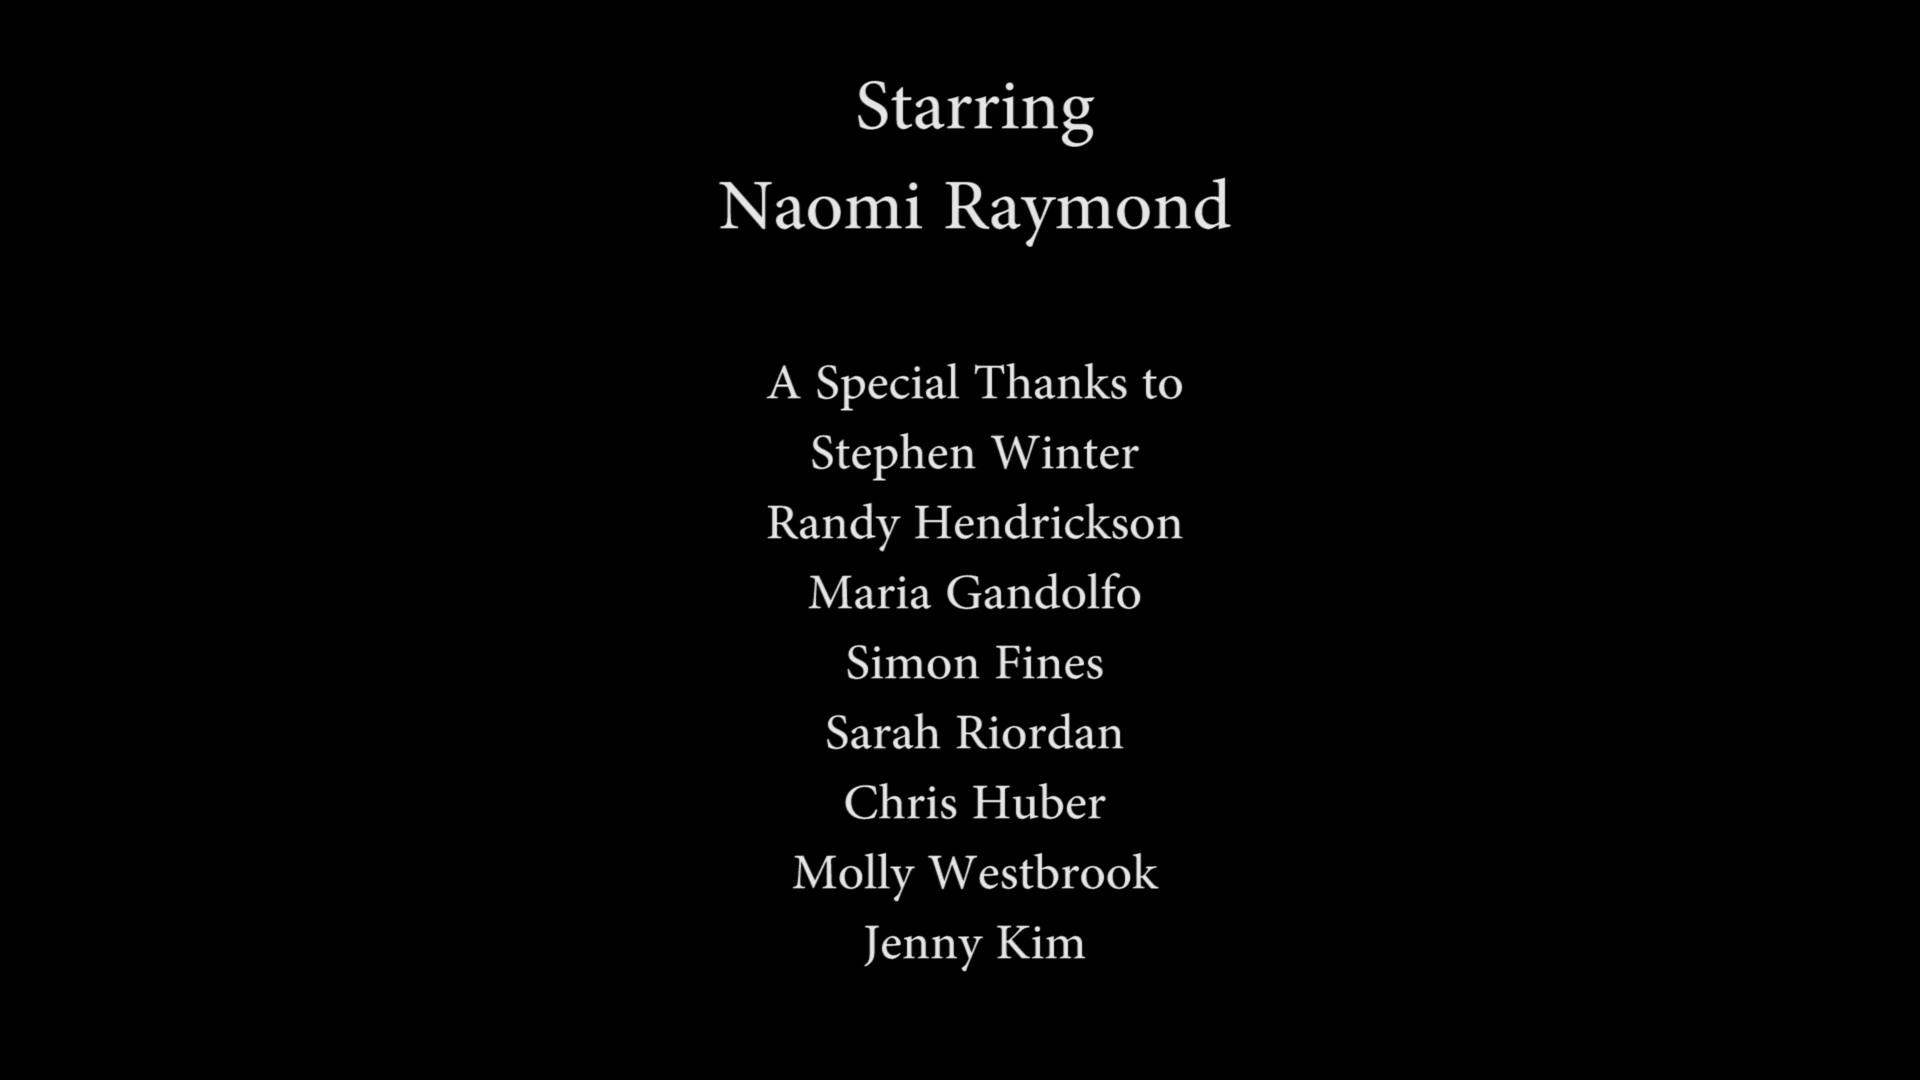 Starring
Naomi Raymond
A Special Thanks to
Stephen Winter
Randy Hendrickson
Maria Gandolfo
Simon Fines
Sarah Riordan
Chris Huber
Molly Westbrook
Jenny Kim